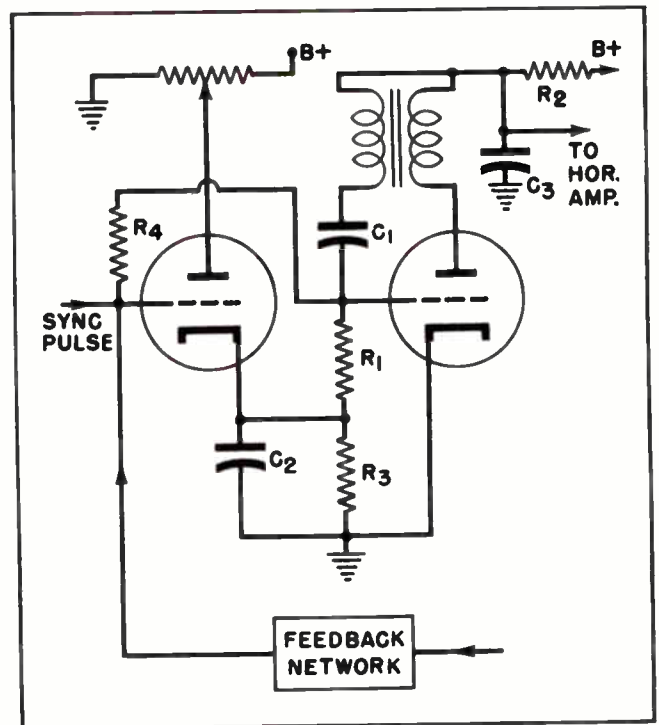 B+
B+
R2
TO
HOR.
AMP.
C3
R4
C1
SYNC
PULSE
R1
C2
R3
FEEDBACK
NETWORK